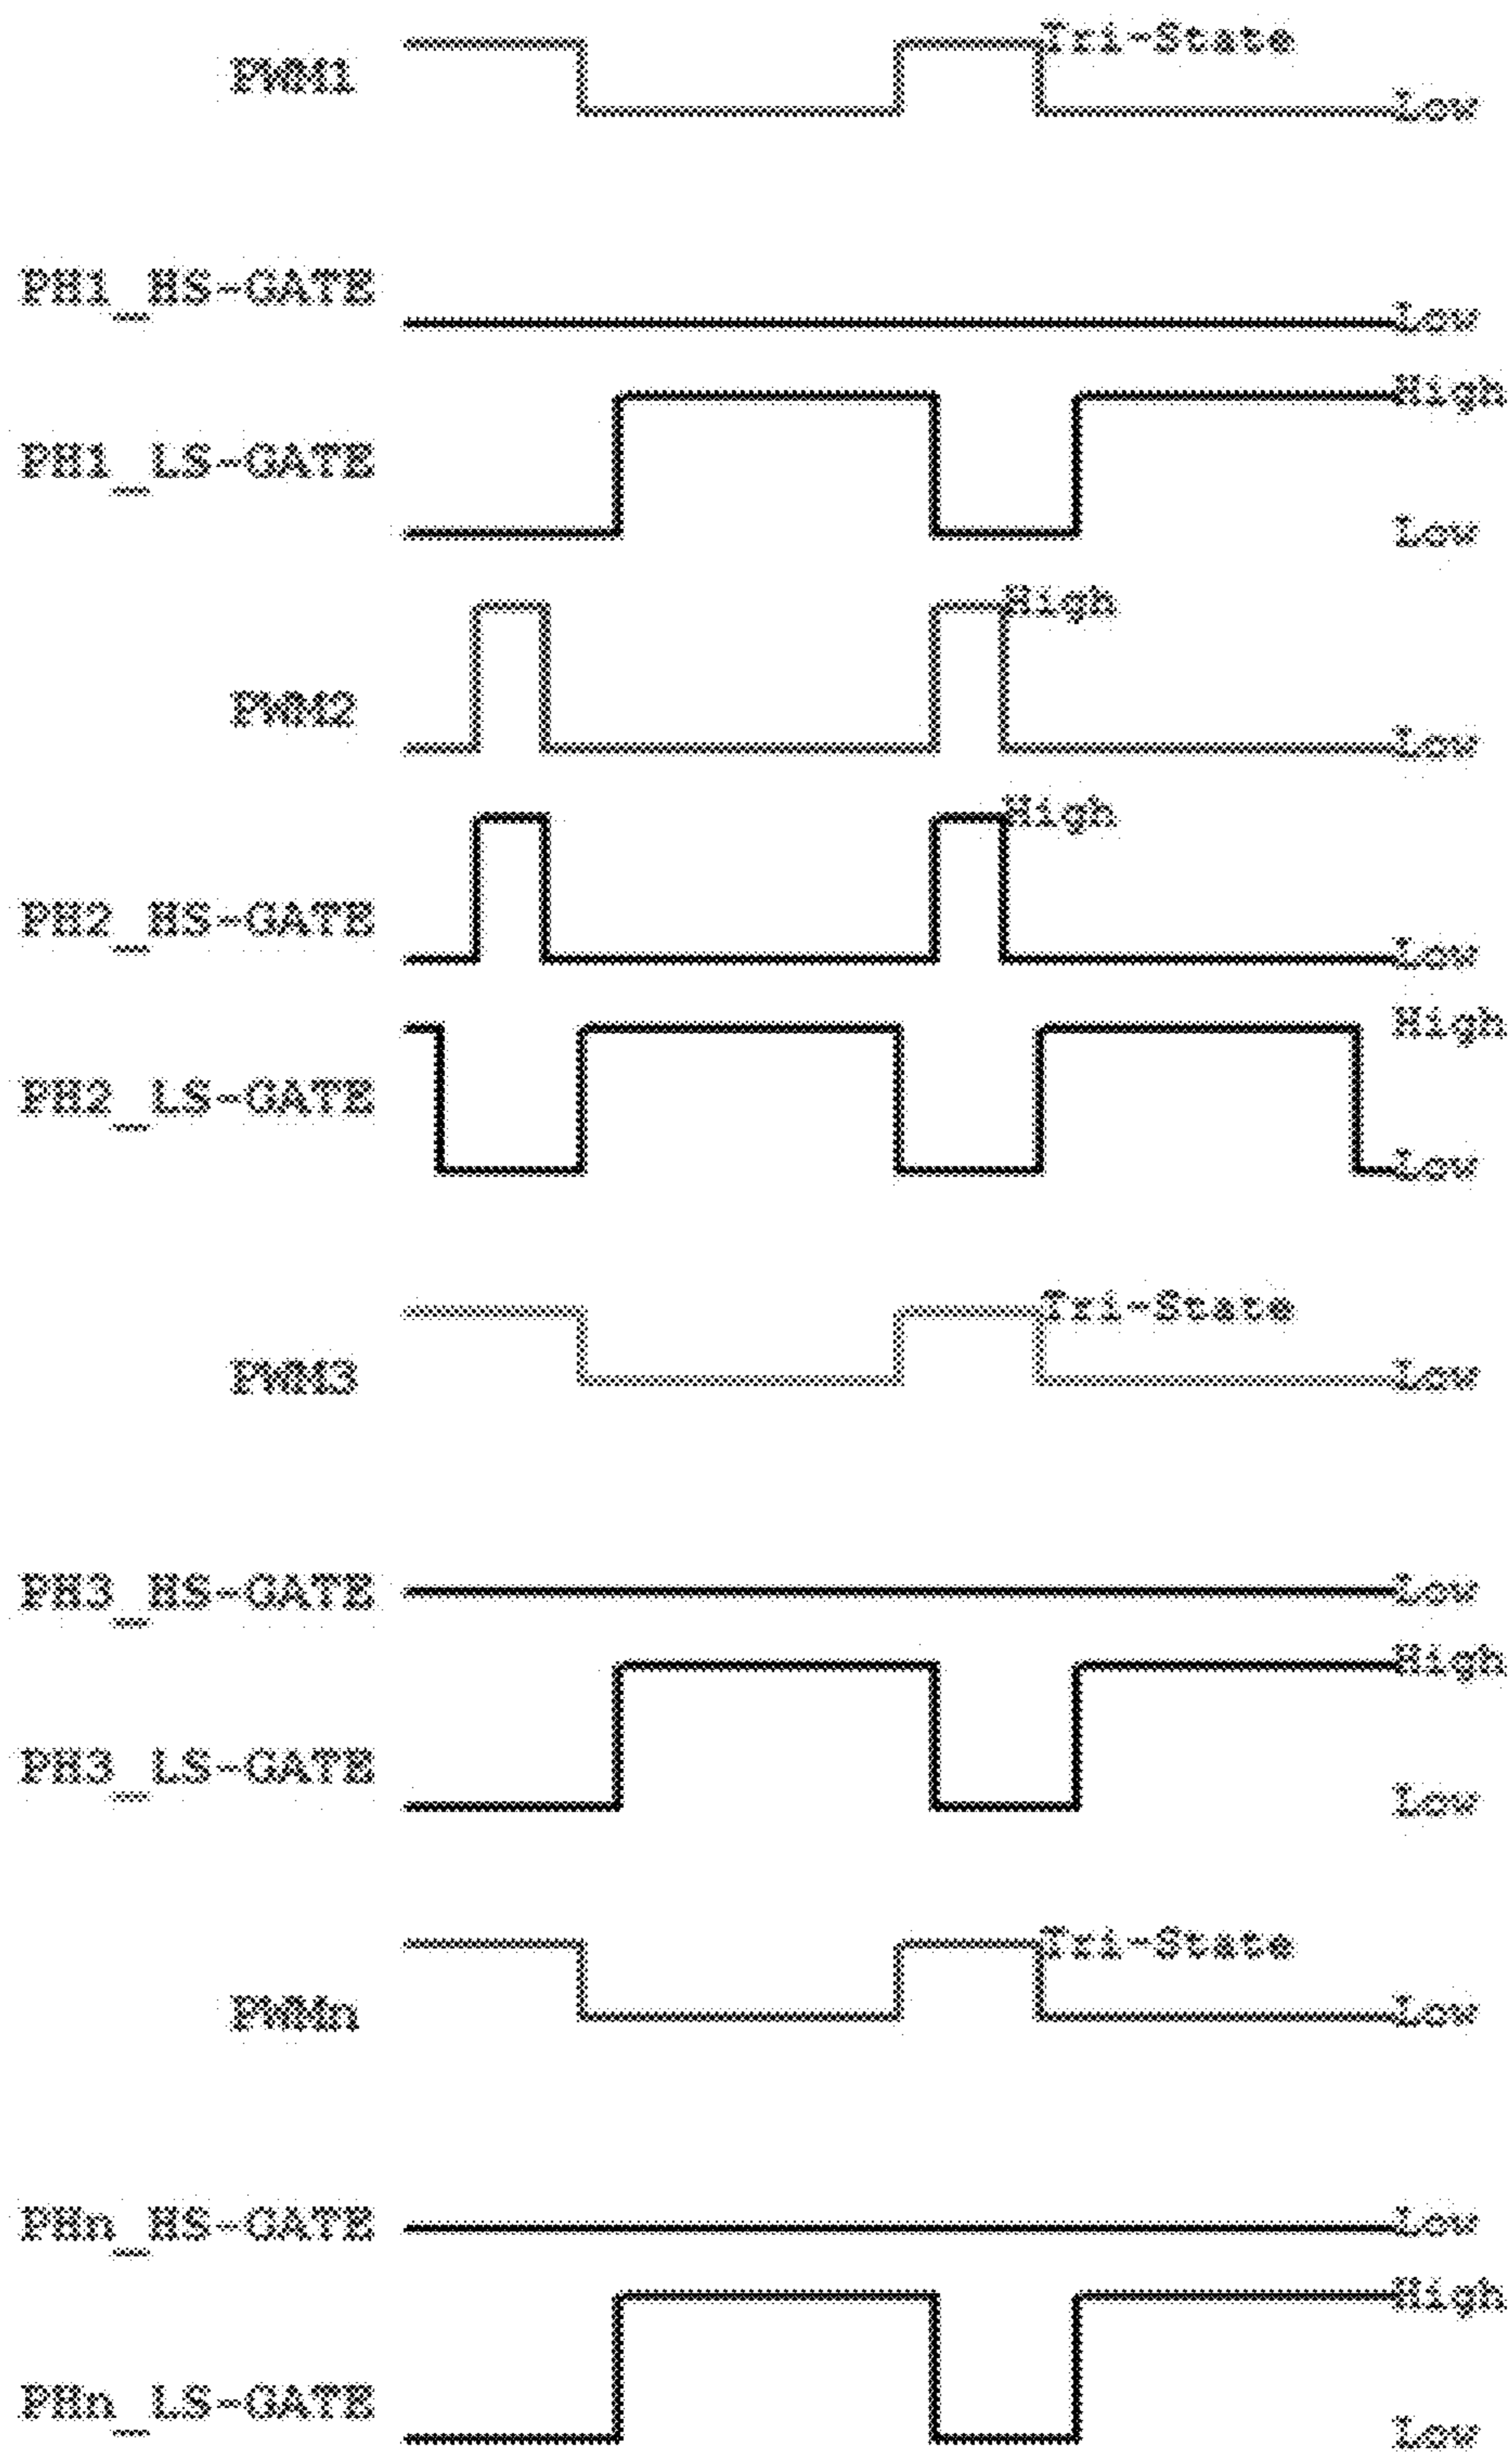 Tri-State
PWM1
Low
PH1_HS-GATE
Low
High
PH1_LS-GATE
Low
High
PWM2
Low
High
PH2_HS-GATE
Low
High
PH2_LS-GATE
Low
Tri-State
PWM3
Low
PH3_HS-GATE
Low
High
PH3_LS-GATE
Low
Tri-State
PWMn
Low
PHn_HS-GATE
Low
High
PHn_LS-GATE
Low